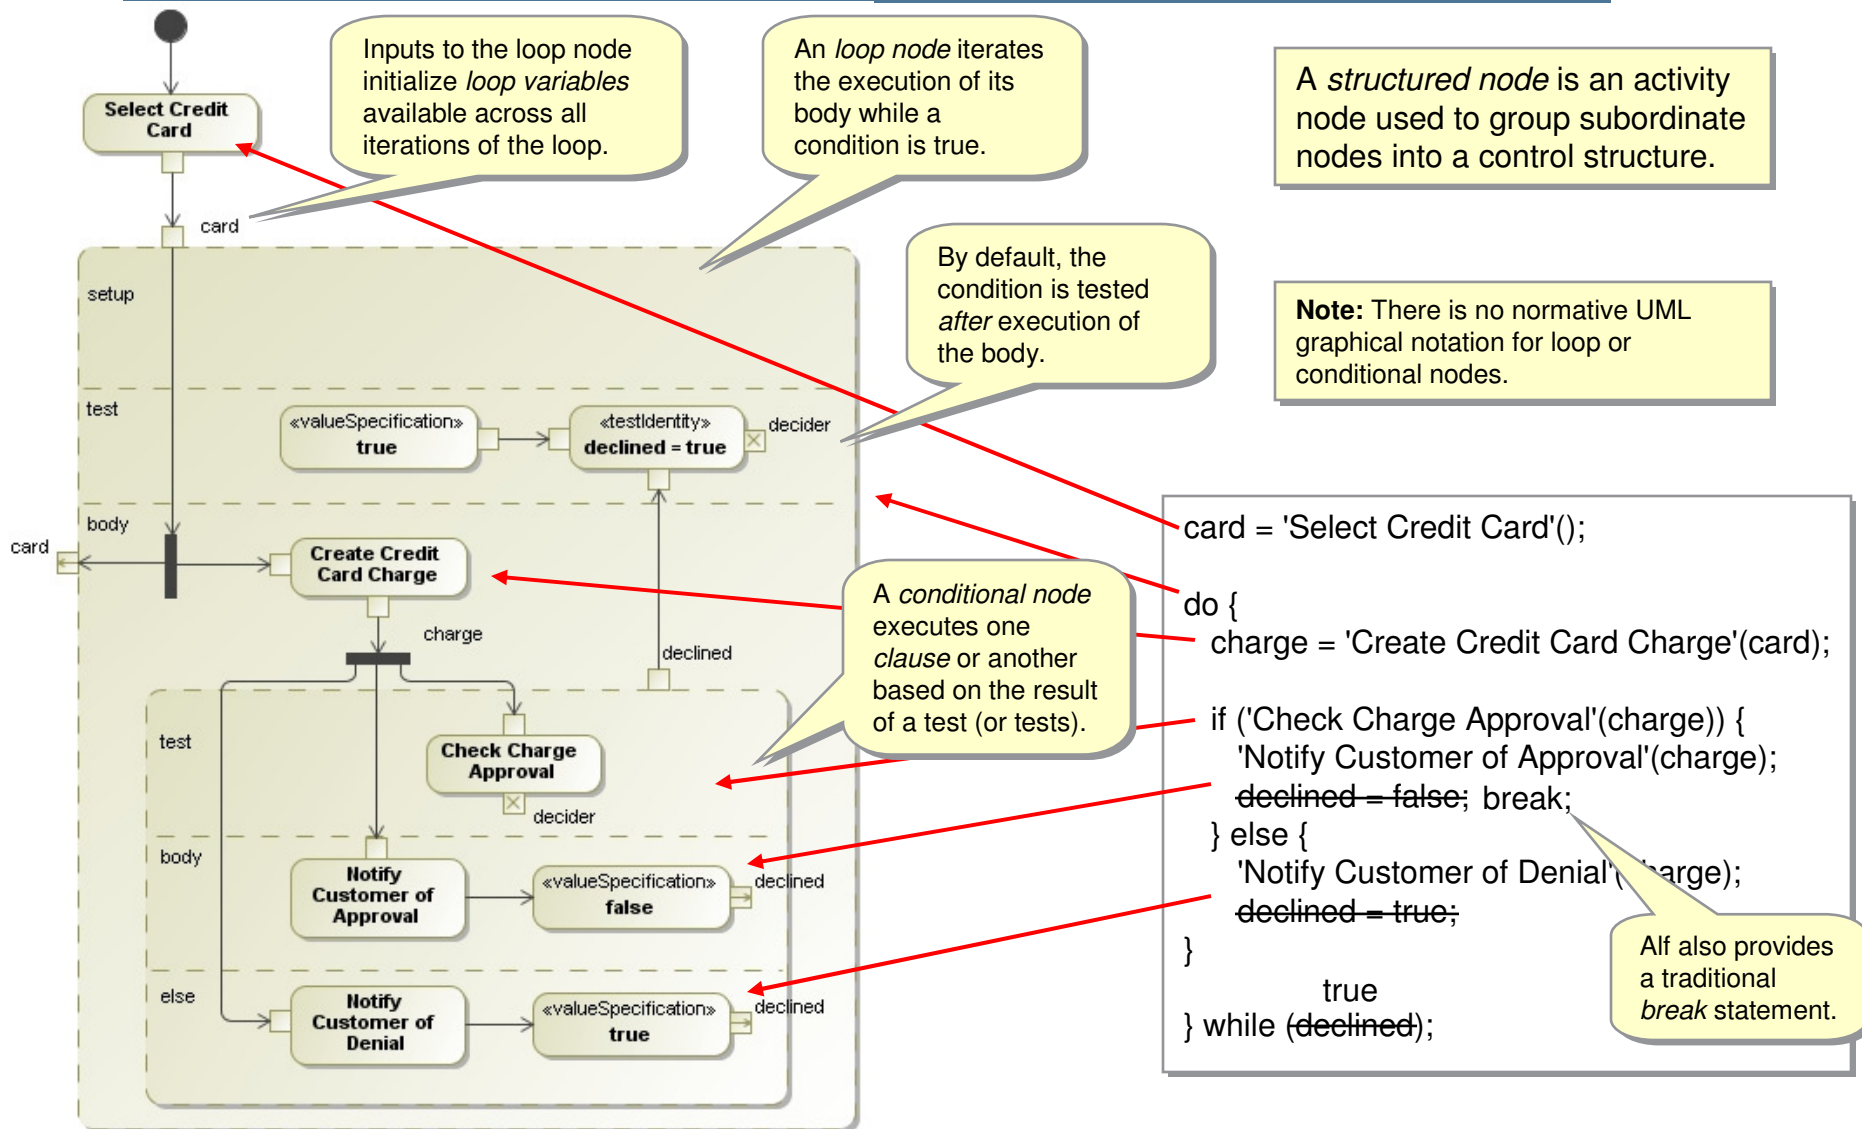 Inputs to the loop node
initialize loop variables
available across all
iterations of the loop.
An loop node iterates
the execution of its
body while a
condition is true.
A structured node is an activity
node used to group subordinate
nodes into a control structure.
Select Credit
Card
card
setup
By default, the
condition is tested
after execution of
the body.
Note: There is no normative UML
graphical notation for loop or
conditional nodes.
test
«valueSpecification»
true
«testIdentity»
declined = true
decider
body
card
Create Credit
Card Charge
charge
declined
A conditional node
executes one
clause or another
based on the result
of a test (or tests).
test
Check Charge
Approval
decider
body
Notify
Customer of
Approval
«valueSpecification»
false
declined
else
Notify
Customer of
Denial
«valueSpecification»
true
declined
card = 'Select Credit Card'();
do {
charge = 'Create Credit Card Charge'(card);
if ('Check Charge Approval'(charge)) {
'Notify Customer of Approval'(charge);
declined = false; break;
} else {
'Notify Customer of Denial'(charge);
declined = true;
}
true
} while (declined);
Alf also provides
a traditional
break statement.